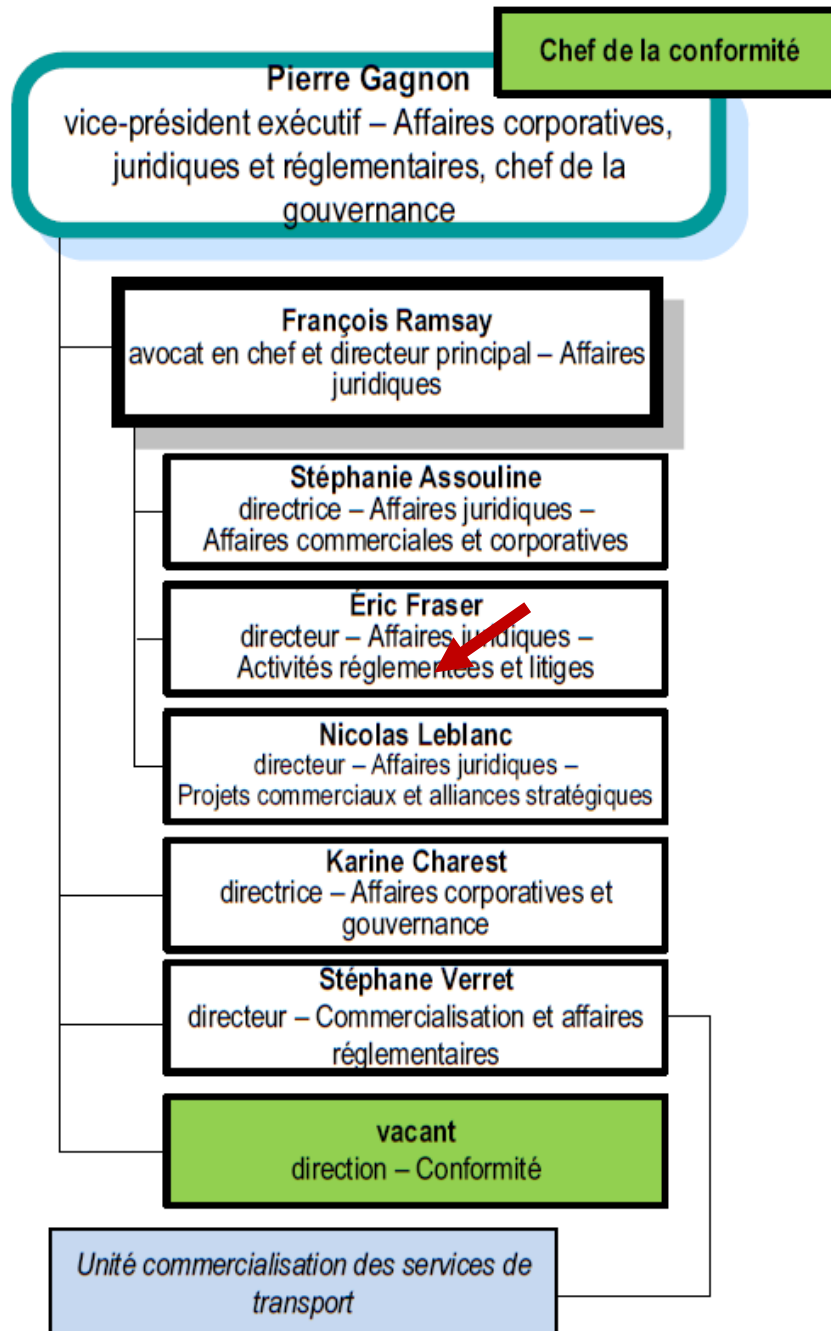 Chef de la conformité
Pierre Gagnon
vice-président exécutif – Affaires corporatives,
juridiques et réglementaires, chef de la
gouvernance
François Ramsay
avocat en chef et directeur principal – Affaires
juridiques
Stéphanie Assouline
directrice – Affaires juridiques –
Affaires commerciales et corporatives
Éric Fraser
directeur – Affaires juridiques –
Activités réglementées et litiges
Nicolas Leblanc
directeur – Affaires juridiques –
Projets commerciaux et alliances stratégiques
Karine Charest
directrice – Affaires corporatives et
gouvernance
Stéphane Verret
directeur – Commercialisation et affaires
réglementaires
vacant
direction – Conformité
Unité commercialisation des services de
transport